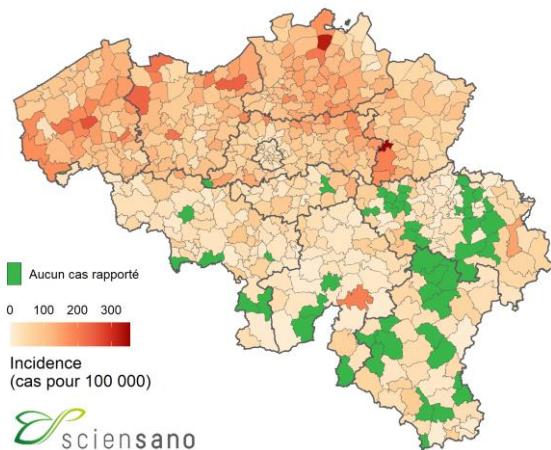 Aucun cas rapporté
0 100 200 300
Incidence
(cas pour 100 000)
sciensano